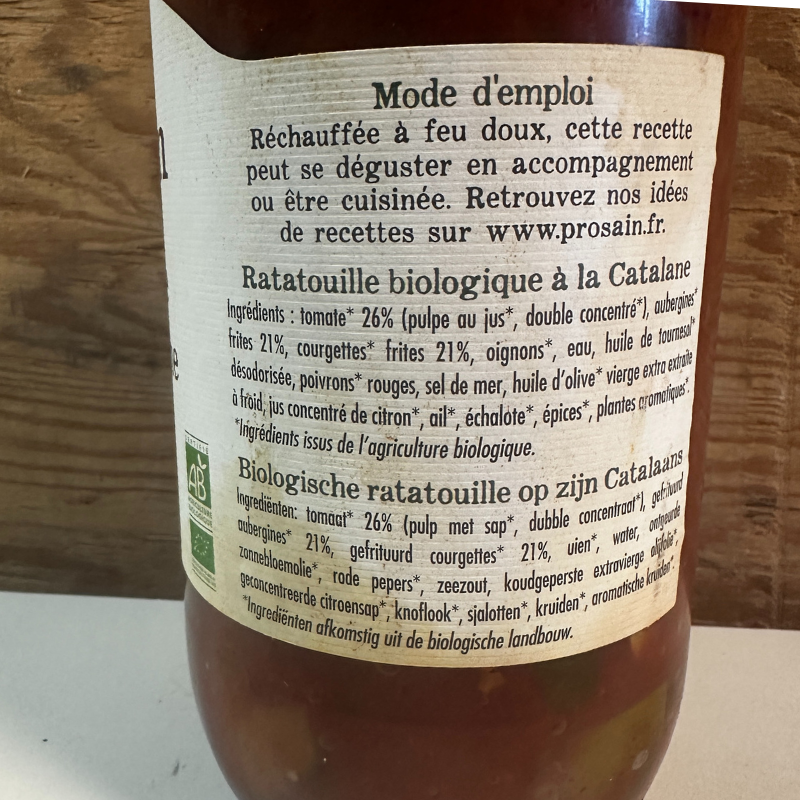 Mode d'emploi
Réchauffée à feu doux, cette recette
peut se déguster en accompagnement
ou être cuisinée. Retrouvez nos idées
de recettes sur www.prosain.fr.
Ratatouille biologique à la Catalane
Ingrédients : tomate* 26% (pulpe au jus*, double concentré*), aubergines*
frites 21%, courgettes* frites 21%, oignons*, eau, huile de tournesol*
désodorisée, poivrons* rouges, sel de mer, huile d'olive* vierge extra extraite
à froid, jus concentré de citron*, ail*, échalote*, épices*, plantes aromatiques*.
*Ingrédients issus de l'agriculture biologique.
Biologische ratatouille op zijn Catalaans
Ingrediënten: tomaat* 26% (pulp met sap*, dubble concentraat*), gefrituurd
aubergines* 21%, gefrituurd courgettes* 21%, uien*, water, ontgeurde
zonnebloemolie*, rode pepers*, zeezout, koudgeperste extravierge olijfolie*,
geconcentreerde citroensap*, knoflook*, sjalotten*, kruiden*, aromatische kruiden*.
*Ingrediënten afkomstig uit de biologische landbouw.
AB